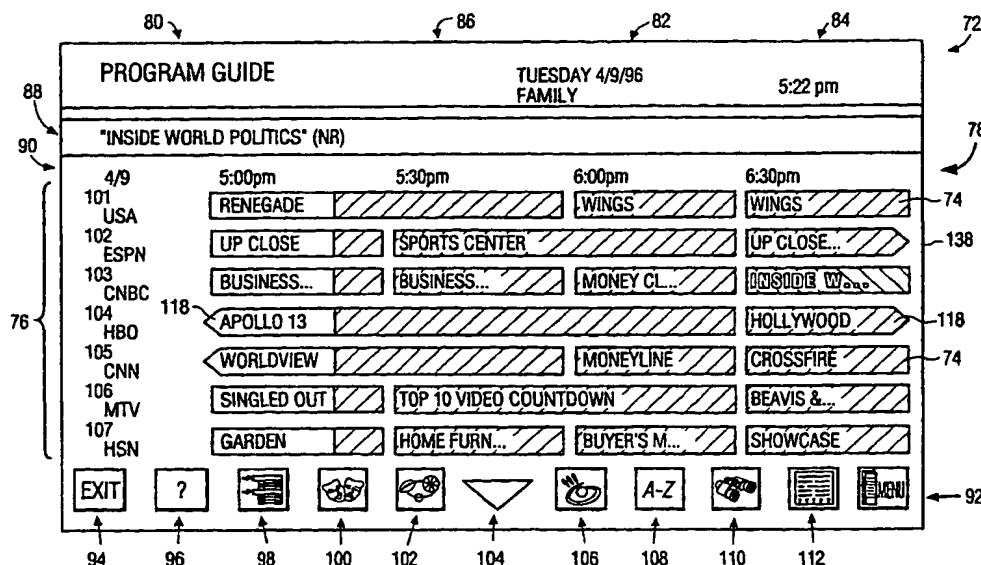 80 86 82 84 72
PROGRAM GUIDE
TUESDAY 4/9/96
FAMILY
5:22 pm
88
"INSIDE WORLD POLITICS" (NR)
78
90
4/9 5:00pm 5:30pm 6:00pm 6:30pm
101 USA RENEGADE WINGS WINGS 74
102 ESPN UP CLOSE SPORTS CENTER UP CLOSE... 138
103 CNBC BUSINESS... BUSINESS... MONEY CL... INSIDE W...
76 104 HBO 118 APOLLO 13 HOLLYWOOD 118
105 CNN WORLDVIEW MONEYLINE CROSSFIRE 74
106 MTV SINGLED OUT TOP 10 VIDEO COUNTDOWN BEAVIS &...
107 HSN GARDEN HOME FURN... BUYER'S M... SHOWCASE
EXIT ? A-Z MENU 92
94 96 98 100 102 104 106 108 110 112